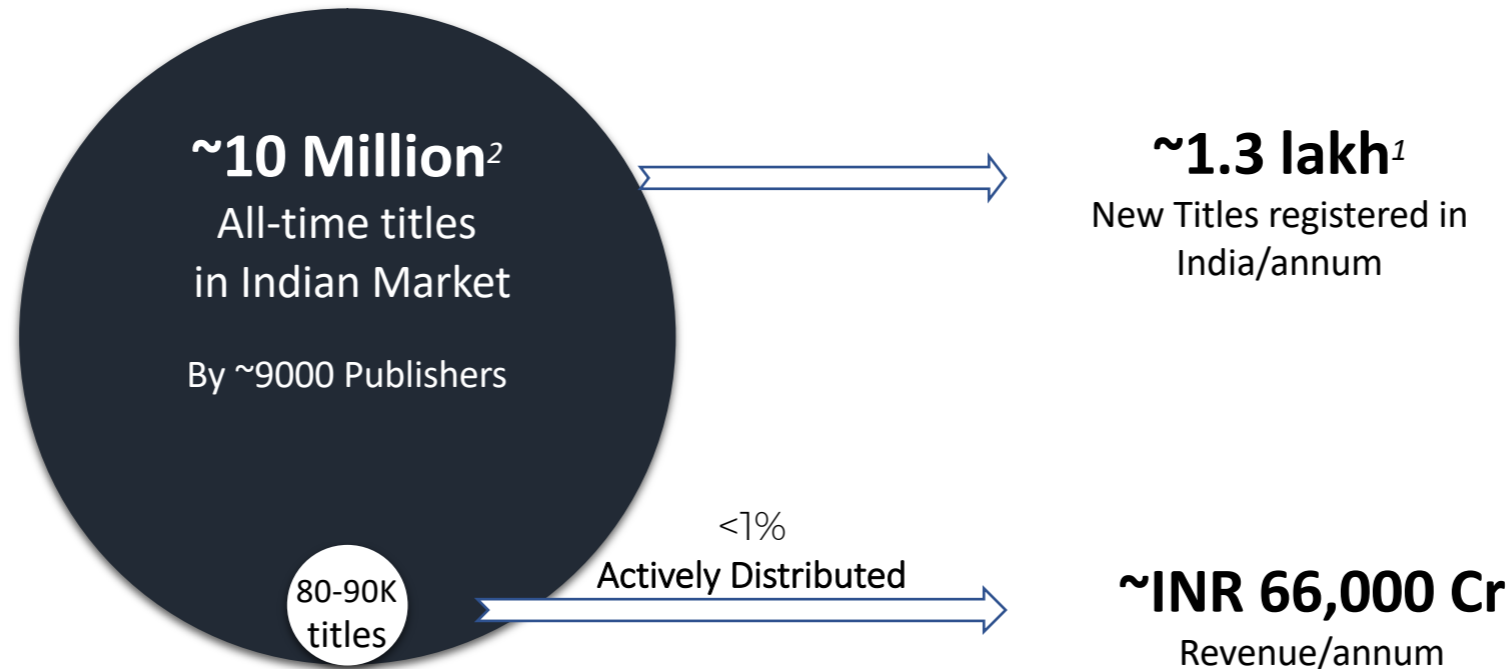 ~10 Million²
All-time titles
in Indian Market
By ~9000 Publishers
~1.3 lakh¹
New Titles registered in
India/annum
80-90K
titles
<1%
Actively Distributed
~INR 66,000 Cr
Revenue/annum